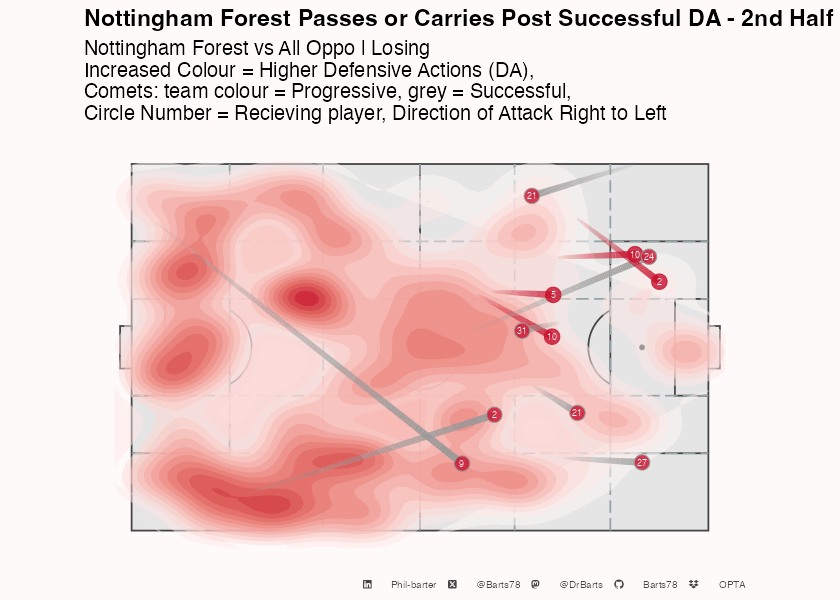 Nottingham Forest Passes or Carries Post Successful DA - 2nd Half
Nottingham Forest vs All Oppo l Losing
Increased Colour = Higher Defensive Actions (DA),
Comets: team colour = Progressive, grey = Successful,
Circle Number = Recieving player, Direction of Attack Right to Left
21
10 24
2
5
31 10
2
21
9
27
Phil-barter @Barts78 @DrBarts Barts78 OPTA